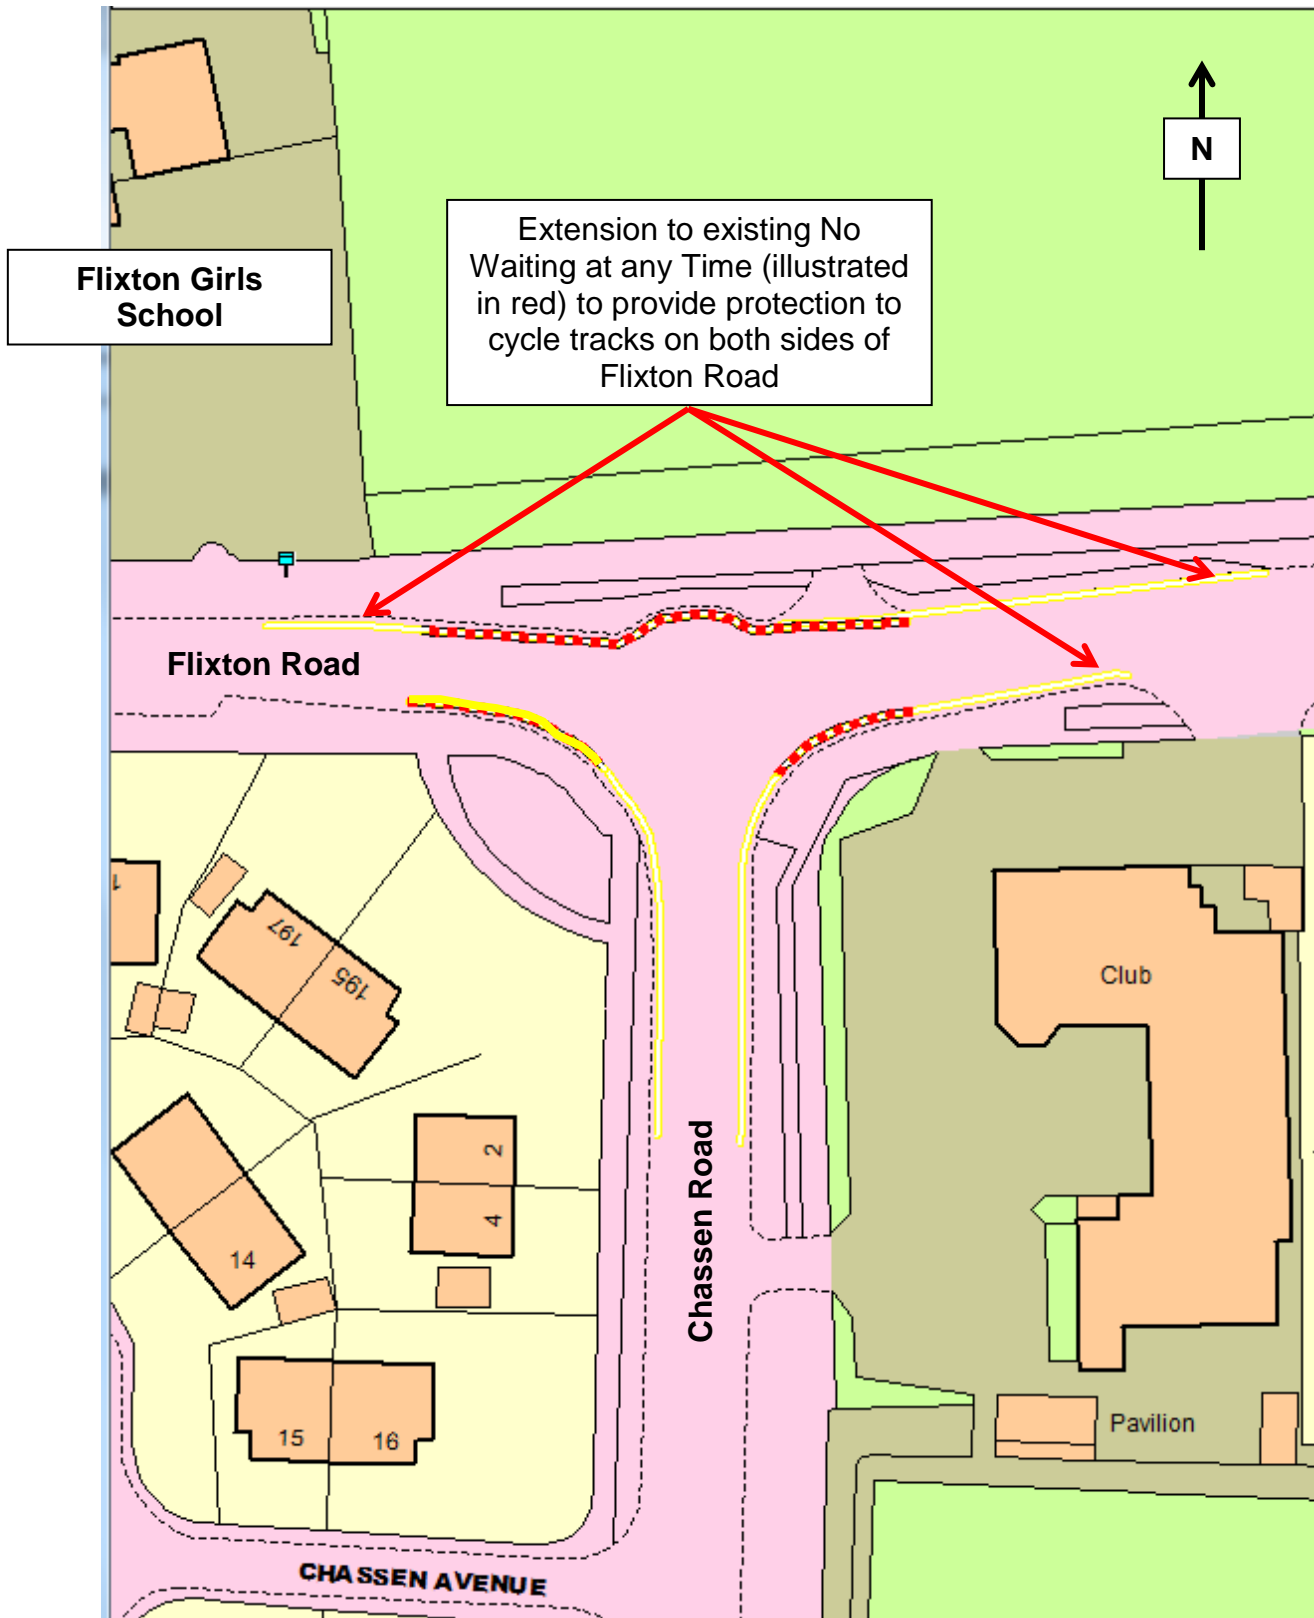 N
Extension to existing No
Waiting at any Time (illustrated
in red) to provide protection to
cycle tracks on both sides of
Flixton Road
Flixton Girls
School
Flixton Road
1
197
195
Club
2
4
Chassen Road
14
15
16
Pavilion
CHASSEN AVENUE